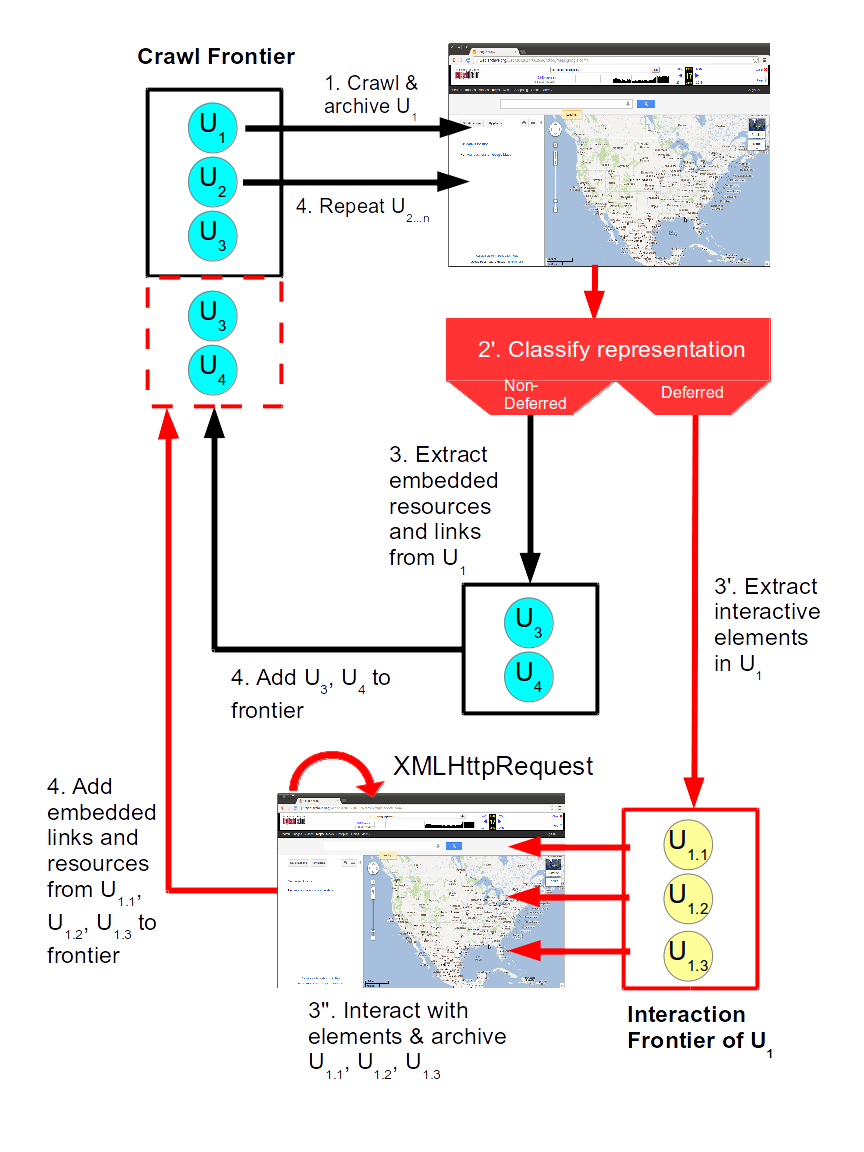 Crawl Frontier
1. Crawl &
archive U1
U1
U2
4. Repeat U2...n
U3
U3
U4
2'. Classify representation
Non-
Deferred
Deferred
3. Extract
embedded
resources
and links
from U1
3'. Extract
interactive
elements
in U1
U3
U4
4. Add U3, U4 to
frontier
XMLHttpRequest
4. Add
embedded
links and
resources
from U1.1,
U1.2, U1.3 to
frontier
U1.1
U1.2
U1.3
3". Interact with
elements & archive
U1.1, U1.2, U1.3
Interaction
Frontier of U1